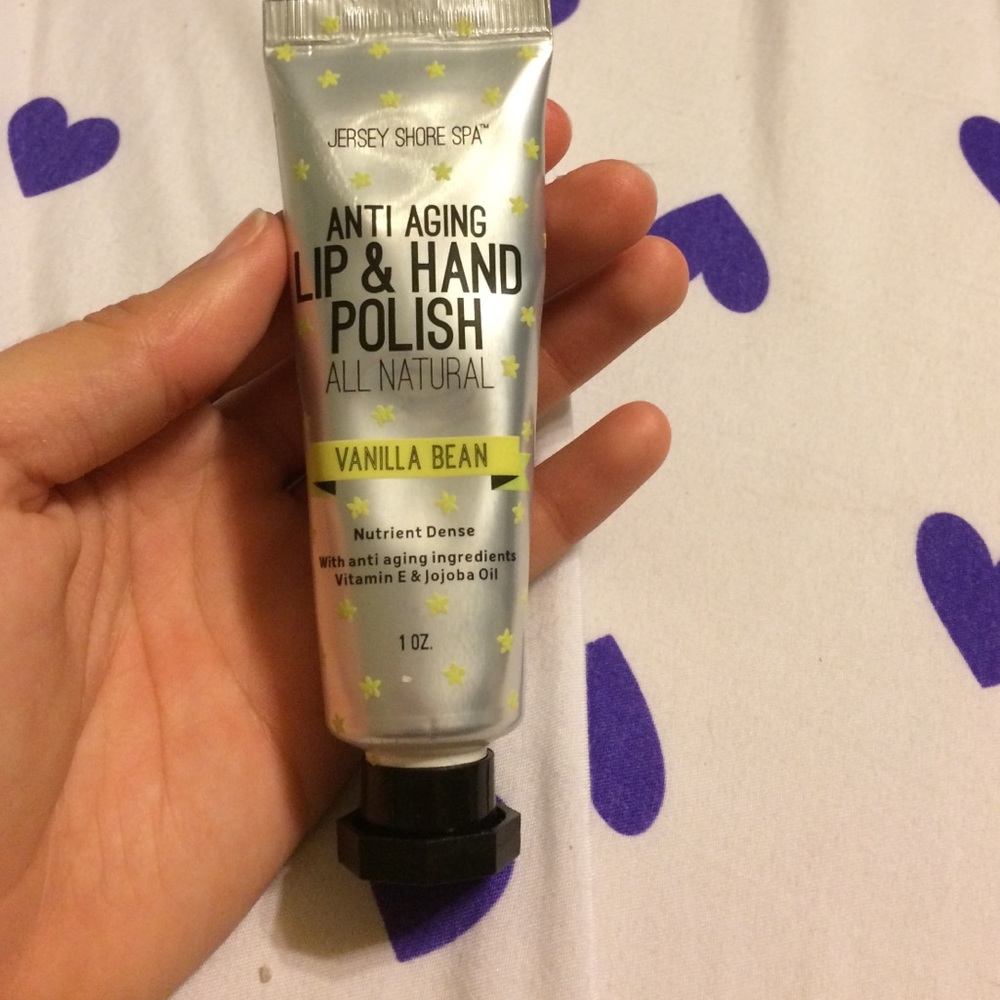 JERSEY SHORE SPA™
ANTI AGING
LIP & HAND
POLISH
ALL NATURAL
VANILLA BEAN
Nutrient Dense
With anti aging ingredients
Vitamin E & Jojoba Oil
1 OZ.